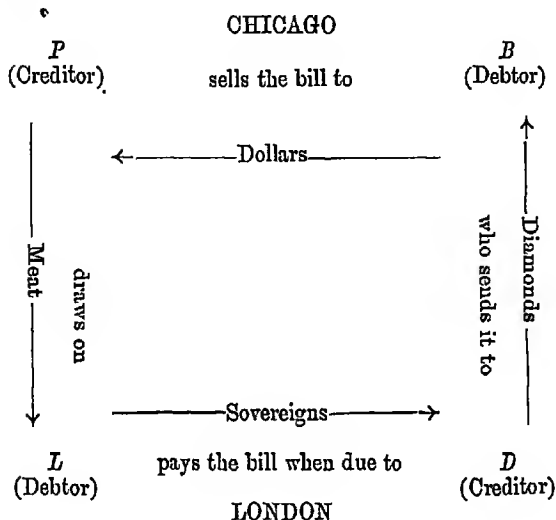 CHICAGO
P
(Creditor)
sells the bill to
B
(Debtor)
Dollars
Meat
draws on
who sends it to
Diamonds
Sovereigns
L
(Debtor)
pays the bill when due to
D
(Creditor)
LONDON